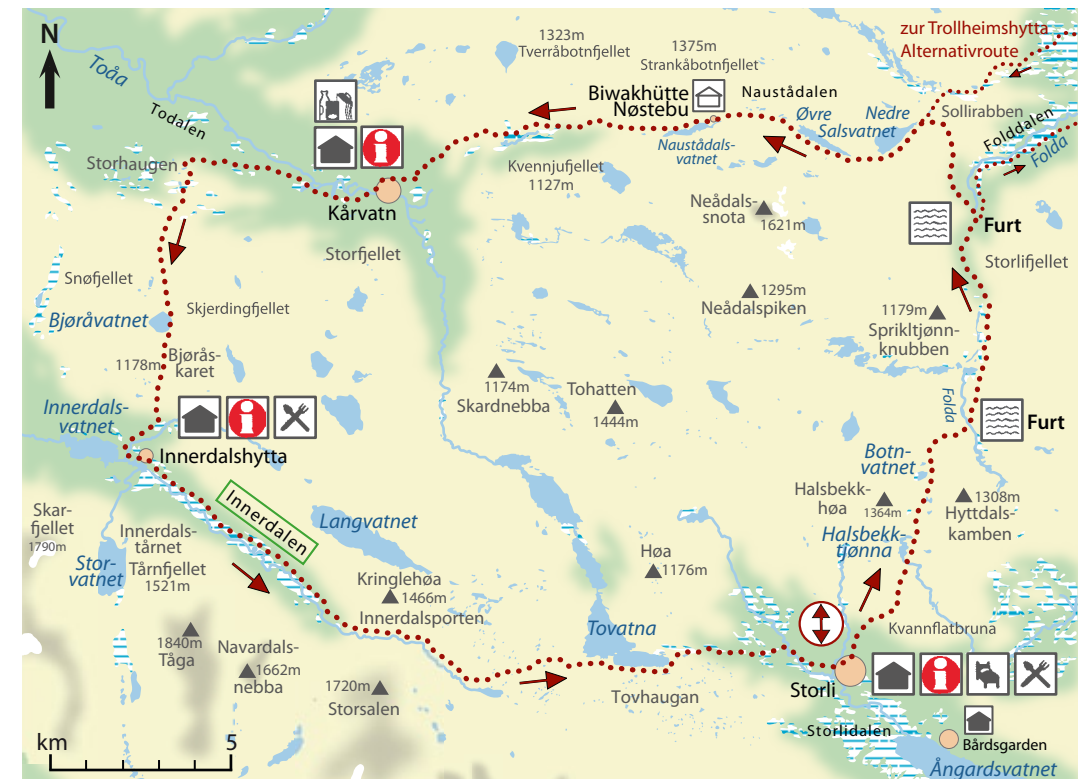 N
1323m
Tverråbotnfjellet
1375m
Strankåbotnfjellet
zur Trollheimshytta
Alternativroute
Toåa
Todalen
Biwakhütte
Nøstebu
Naustådalen
Øvre
Nedre
Salsvatnet
Sollirabben
Folddalen
Folda
Storhaugen
Kvennjufjellet
1127m
Naustådals-
vatnet
Kårvatn
Neådals-
snota
1621m
Furt
Storfjellet
Storlifjellet
Snøfjellet
Bjøråvatnet
Skjerdingfjellet
1295m
Neådalspiken
1179m
Sprikltjønn-
knubben
1178m
Bjørås-
karet
1174m
Skardnebba
Tohatten
1444m
Folda
Furt
Innerdals-
vatnet
Innerdalshytta
Botn-
vatnet
Innerdalen
Halsbekk-
høa
1364m
1308m
Hyttdals-
kamben
Skar-
fjellet
1790m
Innerdals-
tårnet
Tårnfjellet
1521m
Stor-
vatnet
Langvatnet
Halsbekk-
tjønna
Høa
1176m
Kringlehøa
1466m
Innerdalsporten
Tovatna
Kvannflatbruna
1840m
Tåga
Navardals-
1662m
nebba
1720m
Storsalen
Tovhaugan
Storli
Storlidalen
Bårdsgarden
Ångardsvatnet
km
5